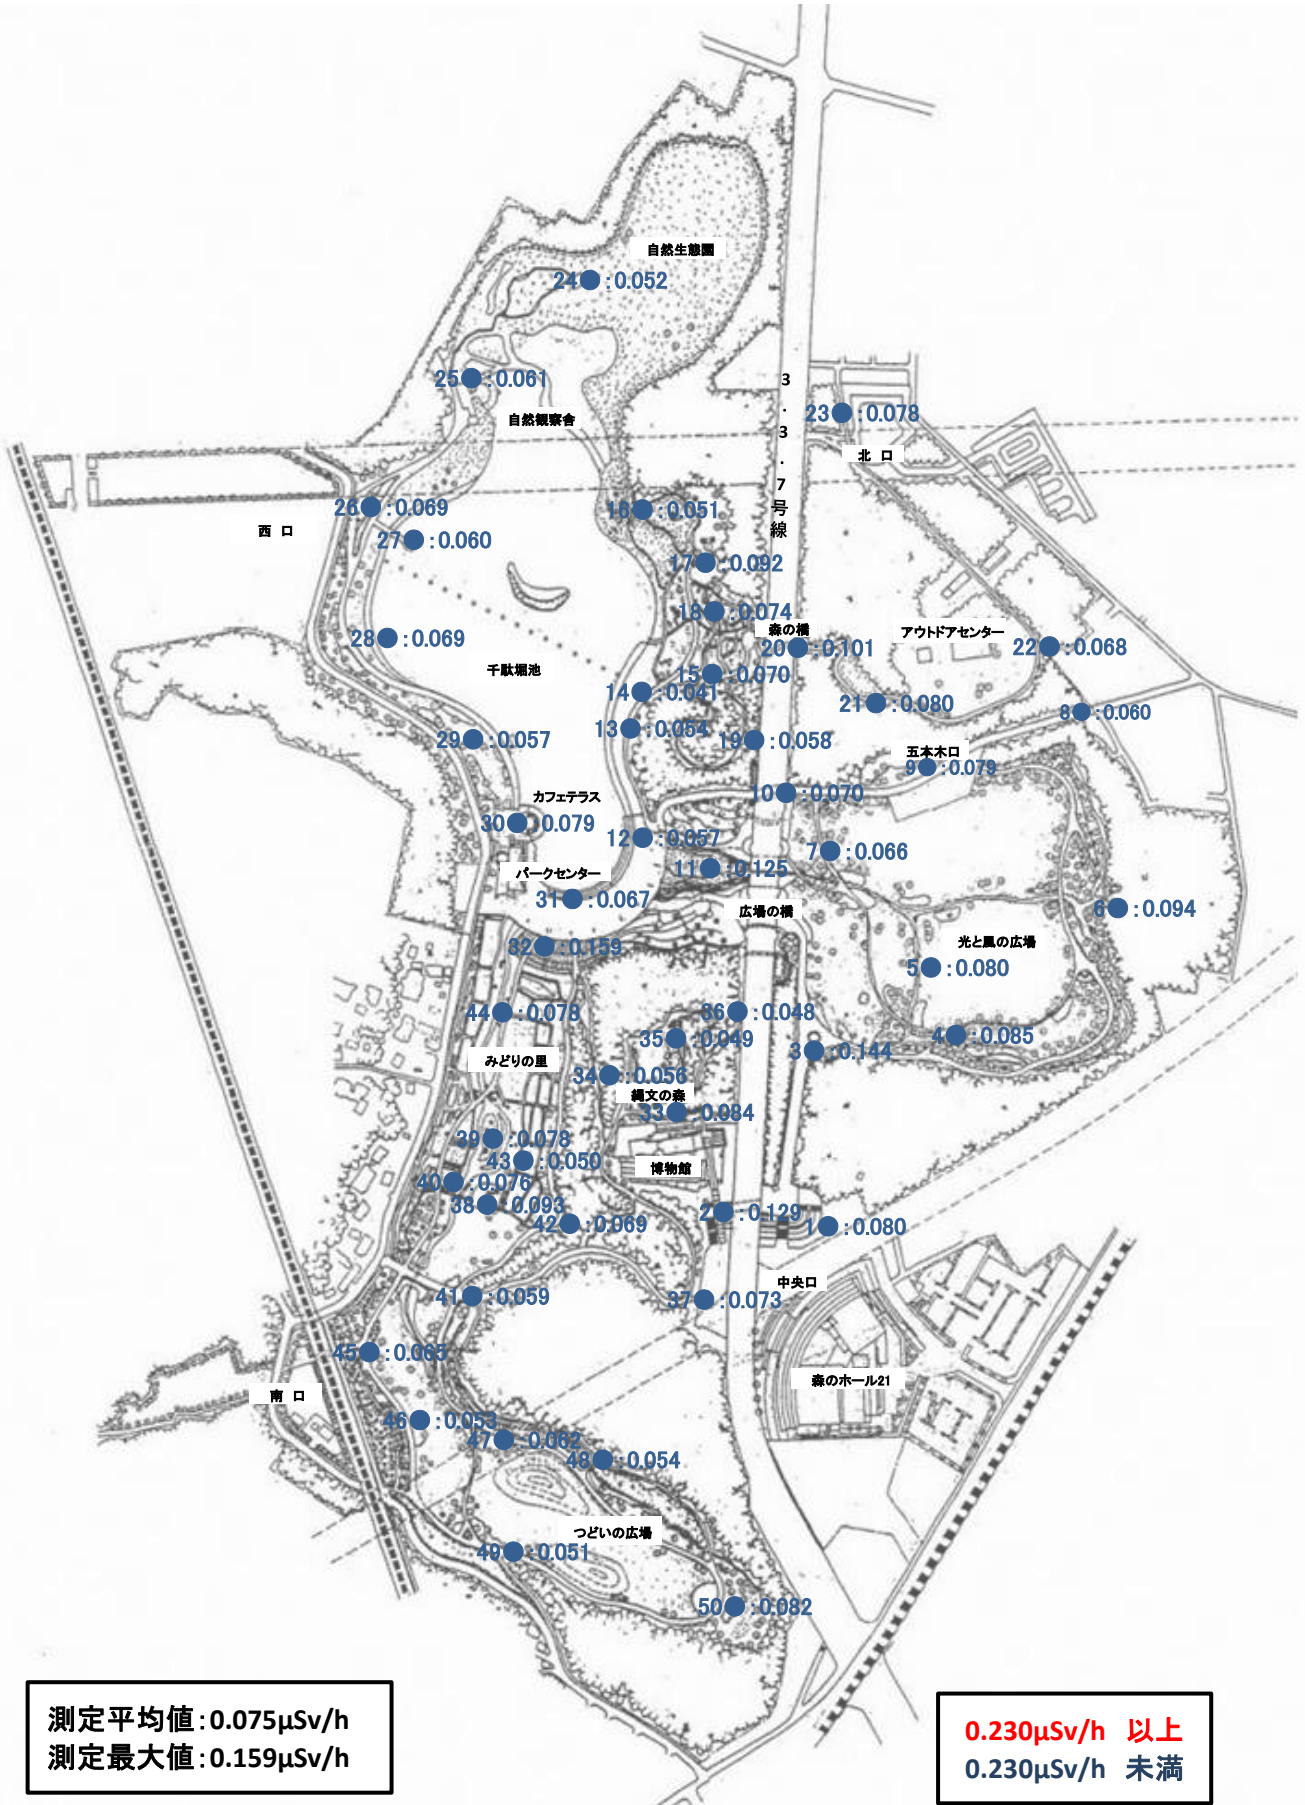 自然生態園
24 : 0.052
3・3・7号線
25 : 0.061
23 : 0.078
自然観察舎
北 口
26 : 0.069
16 : 0.051
西 口
27 : 0.060
17 : 0.092
18 : 0.074
森の橋
アウトドアセンター
28 : 0.069
20 : 0.101
22 : 0.068
千駄堀池
15 : 0.070
14 : 0.041
21 : 0.080
8 : 0.060
13 : 0.054
29 : 0.057
19 : 0.058
五本木口
9 : 0.079
カフェテラス
10 : 0.070
30 : 0.079
12 : 0.057
7 : 0.066
パークセンター
11 : 0.125
31 : 0.067
広場の橋
6 : 0.094
32 : 0.159
光と風の広場
5 : 0.080
44 : 0.078
36 : 0.048
35 : 0.049
4 : 0.085
みどりの里
3 : 0.144
34 : 0.056
縄文の森
33 : 0.084
39 : 0.078
43 : 0.050
博物館
40 : 0.076
38 : 0.093
2 : 0.129
42 : 0.069
1 : 0.080
中央口
41 : 0.059
37 : 0.073
45 : 0.065
森のホール21
南 口
46 : 0.053
47 : 0.062
48 : 0.054
つどいの広場
49 : 0.051
50 : 0.082
測定平均値:0.075μSv/h
測定最大値:0.159μSv/h
0.230μSv/h 以上
0.230μSv/h 未満